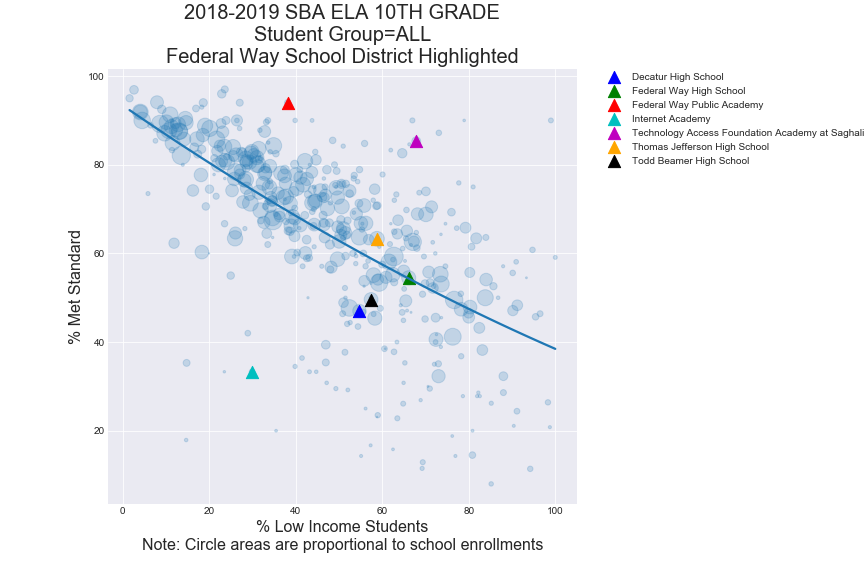 2018-2019 SBA ELA 10TH GRADE
Student Group=ALL
Federal Way School District Highlighted
100
80
60
40
20
% Met Standard
0
20
40
60
80
100
% Low Income Students
Note: Circle areas are proportional to school enrollments
Decatur High School
Federal Way High School
Federal Way Public Academy
Internet Academy
Technology Access Foundation Academy at Saghali
Thomas Jefferson High School
Todd Beamer High School